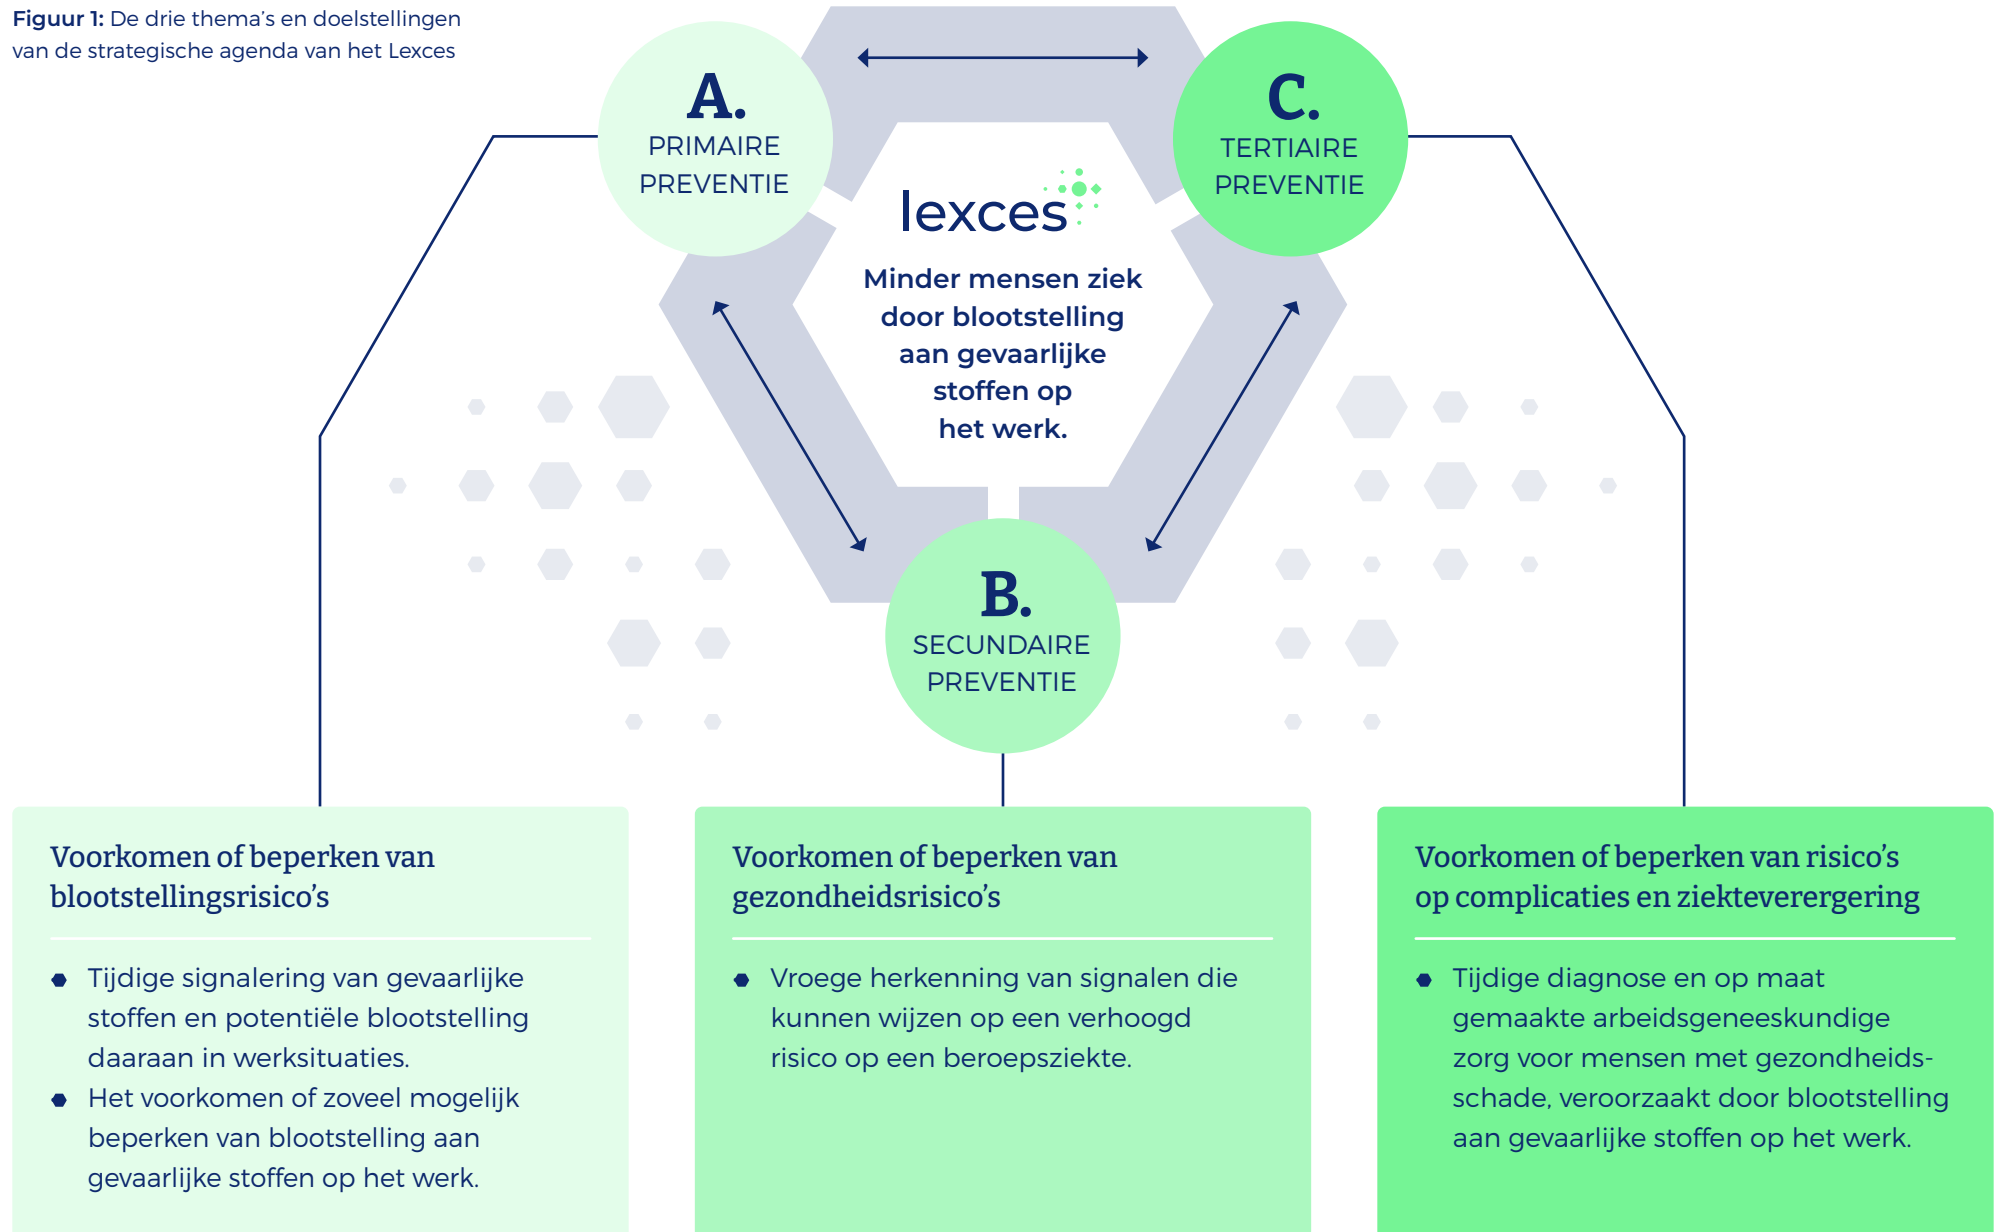 Figuur 1: De drie thema's en doelstellingen
van de strategische agenda van het Lexces
A.
PRIMAIRE
PREVENTIE
C.
TERTIAIRE
PREVENTIE
lexces
Minder mensen ziek
door blootstelling
aan gevaarlijke
stoffen op
het werk.
B.
SECUNDAIRE
PREVENTIE
Voorkomen of beperken van
blootstellingsrisico's
Tijdige signalering van gevaarlijke
stoffen en potentiële blootstelling
daaraan in werksituaties.
Het voorkomen of zoveel mogelijk
beperken van blootstelling aan
gevaarlijke stoffen op het werk.
Voorkomen of beperken van
gezondheidsrisico's
Vroege herkenning van signalen die
kunnen wijzen op een verhoogd
risico op een beroepsziekte.
Voorkomen of beperken van risico's
op complicaties en ziekteverergering
Tijdige diagnose en op maat
gemaakte arbeidsgeneeskundige
zorg voor mensen met gezondheids-
schade, veroorzaakt door blootstelling
aan gevaarlijke stoffen op het werk.